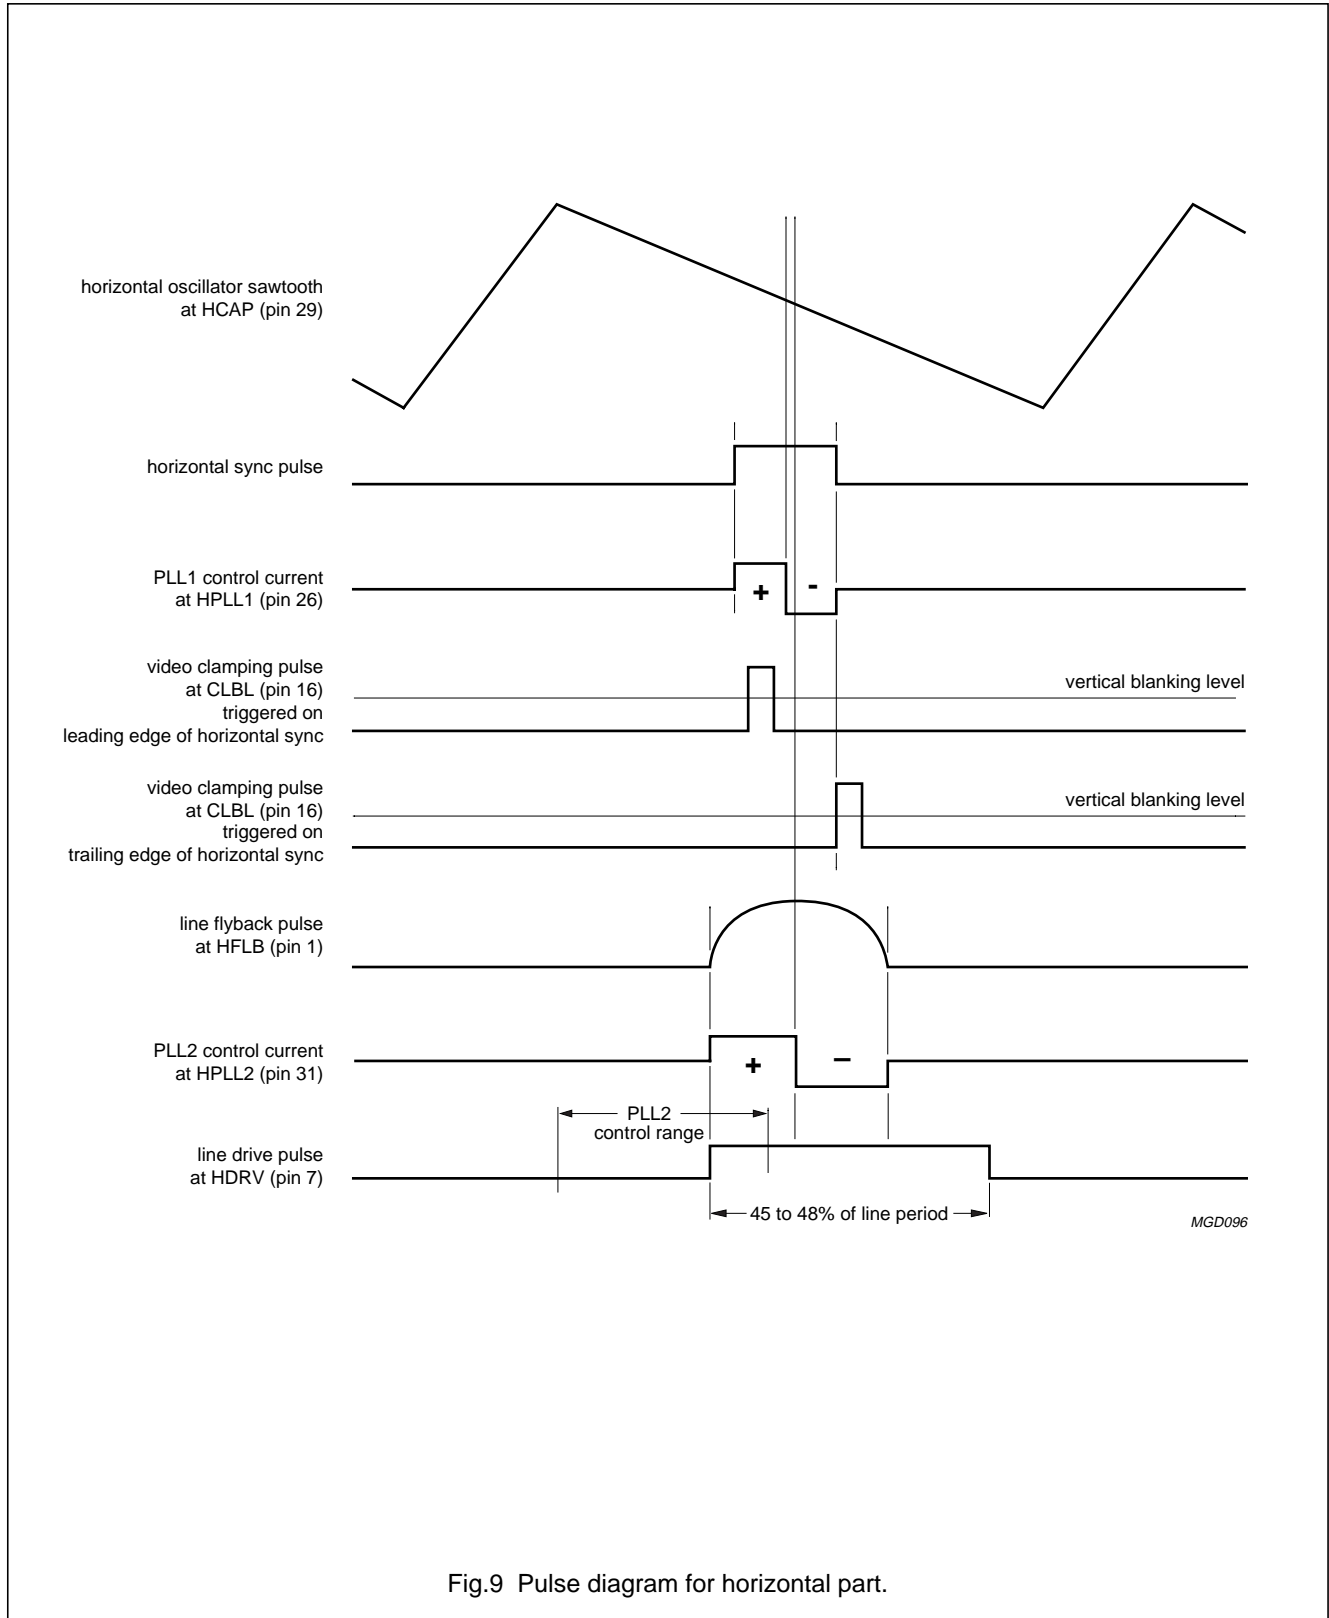 horizontal oscillator sawtooth
at HCAP (pin 29)
horizontal sync pulse
PLL1 control current
at HPLL1 (pin 26)
+
-
video clamping pulse
at CLBL (pin 16)
triggered on
leading edge of horizontal sync
vertical blanking level
video clamping pulse
at CLBL (pin 16)
triggered on
trailing edge of horizontal sync
vertical blanking level
line flyback pulse
at HFLB (pin 1)
PLL2 control current
at HPLL2 (pin 31)
+
−
PLL2
control range
line drive pulse
at HDRV (pin 7)
45 to 48% of line period
MGD096
Fig.9 Pulse diagram for horizontal part.